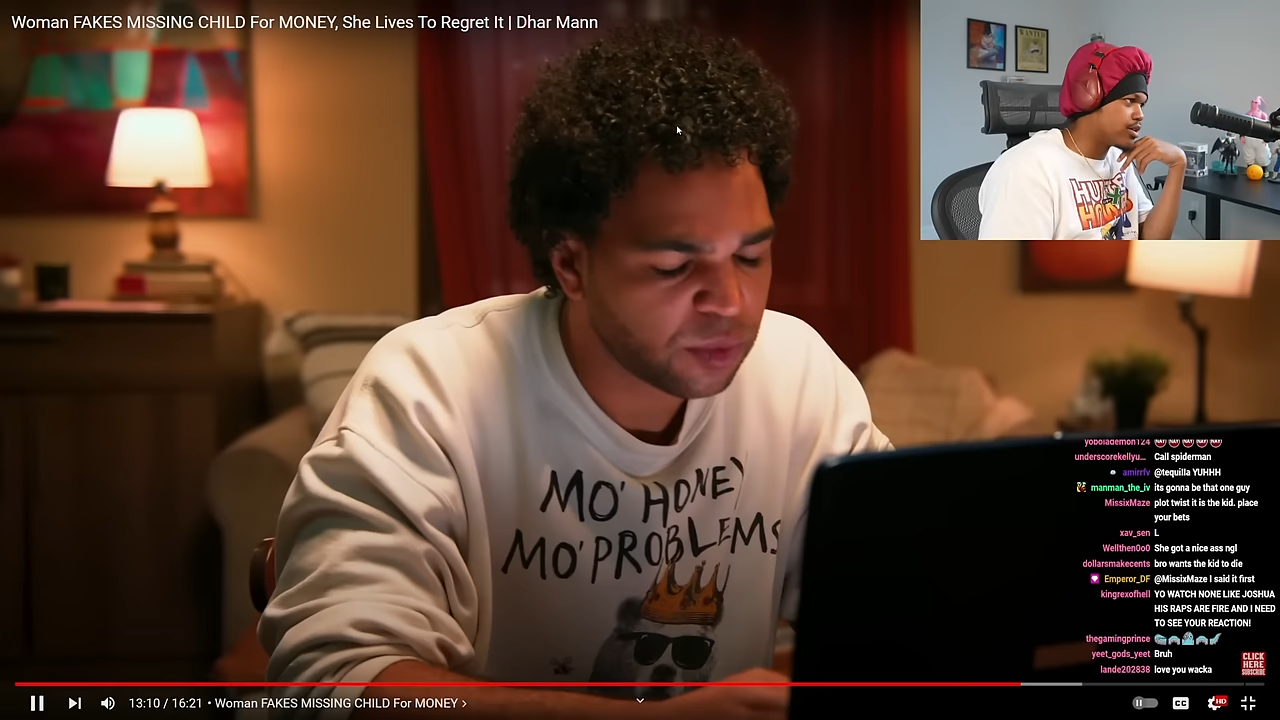 Woman FAKES MISSING CHILD For MONEY, She Lives To Regret It | Dhar Mann
WANTED
MO' HONEY
MO' PROBLEMS
yobolademon124
underscorekellyu... Call spiderman
amirrfv @tequilla YUHHH
manman_the_iv its gonna be that one guy
MissixMaze plot twist it is the kid. place
your bets
xav_sen L
Wellthen0o0 She got a nice ass ngl
dollarsmakecents bro wants the kid to die
Emperor_DF @MissixMaze I said it first
kingrexofhell YO WATCH NONE LIKE JOSHUA
HIS RAPS ARE FIRE AND I NEED
TO SEE YOUR REACTION!
thegamingprince
yeet_gods_yeet Bruh
lande202838 love you wacka
CLICK
HERE
SUBSCRIBE
13:10 / 16:21 • Woman FAKES MISSING CHILD For MONEY
CC
HD